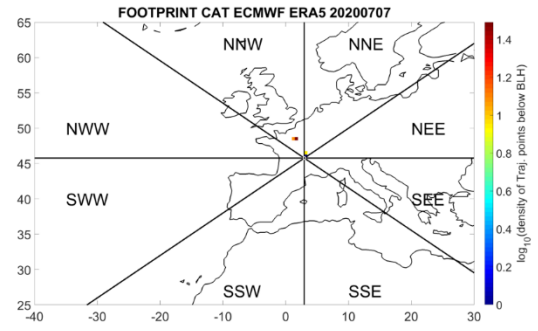 FOOTPRINT CAT ECMWF ERA5 20200707
65
60
55
50
45
40
35
30
25
-40
-30
-20
-10
0
10
20
30
NNW
NNE
NWW
NEE
SWW
SEE
SSW
SSE
1.4
1.2
1
0.8
0.6
0.4
0.2
0
log10(density of Traj. points below BLH)